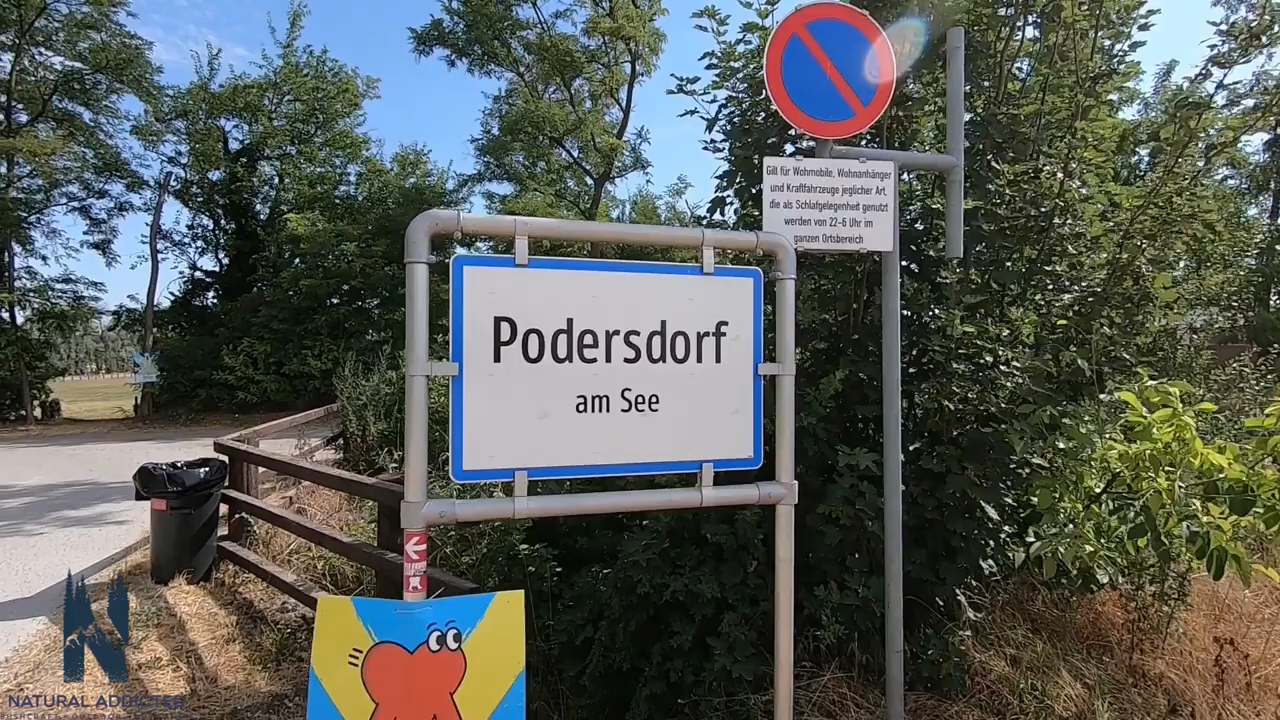 Gilt für Wohmobile, Wohnanhänger
und Kraftfahrzeuge jeglicher Art,
die als Schlafgelegenheit genutzt
werden von 22-6 Uhr im
ganzen Ortsbereich
Podersdorf
am See
NATURAL ADDICTED